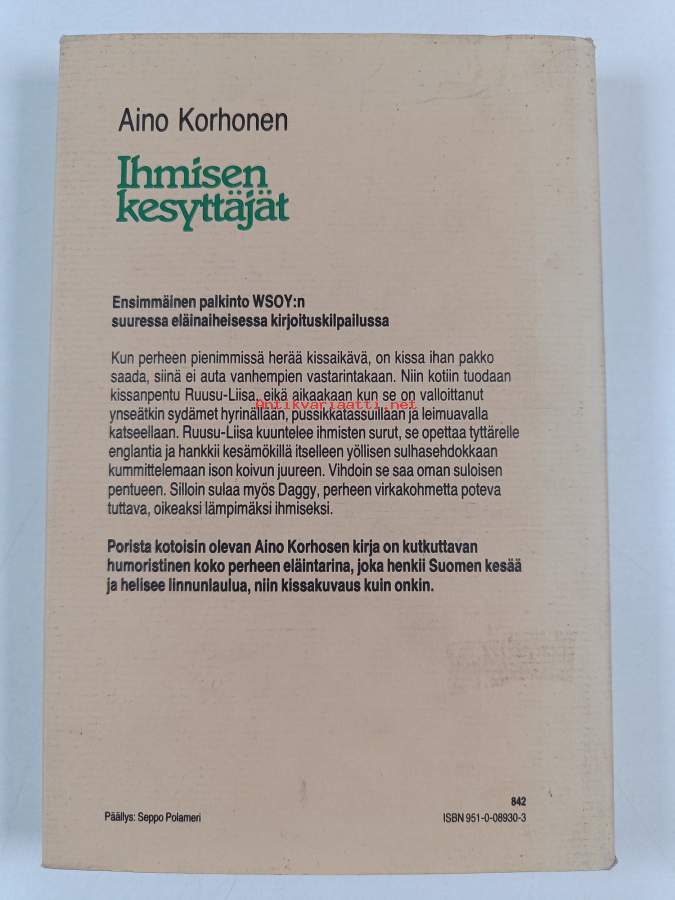 Aino Korhonen
Ihmisen
kesyttäjät
Ensimmäinen palkinto WSOY:n
suuressa eläinaiheisessa kirjoituskilpailussa
Kun perheen pienimmissä herää kissaikävä, on kissa ihan pakko
saada, siinä ei auta vanhempien vastarintakaan. Niin kotiin tuodaan
kissanpentu Ruusu-Liisa, eikä aikaakaan kun se on valloittanut
Antikvariaatti.net
ynseätkin sydämet hyrinällään, pussikkatassuillaan ja leimuavalla
katseellaan. Ruusu-Liisa kuuntelee ihmisten surut, se opettaa tyttärelle
englantia ja hankkii kesämökillä itselleen yöllisen sulhasehdokkaan
kummittelemaan ison koivun juureen. Vihdoin se saa oman suloisen
pentueen. Silloin sulaa myös Daggy, perheen virkakohmetta poteva
tuttava, oikeaksi lämpimäksi ihmiseksi.
Porista kotoisin olevan Aino Korhosen kirja on kutkuttavan
humoristinen koko perheen eläintarina, joka henkii Suomen kesää
ja helisee linnunlaulua, niin kissakuvaus kuin onkin.
842
Päällys: Seppo Polameri
ISBN 951-0-08930-3